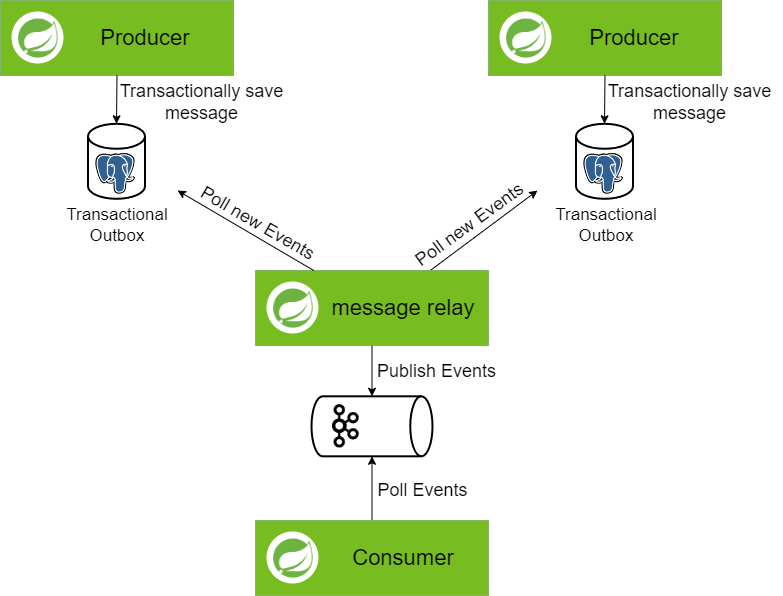 Producer
Producer
Transactionally save
message
Transactionally save
message
Transactional
Outbox
Poll new Events
Poll new Events
Transactional
Outbox
message relay
Publish Events
Poll Events
Consumer